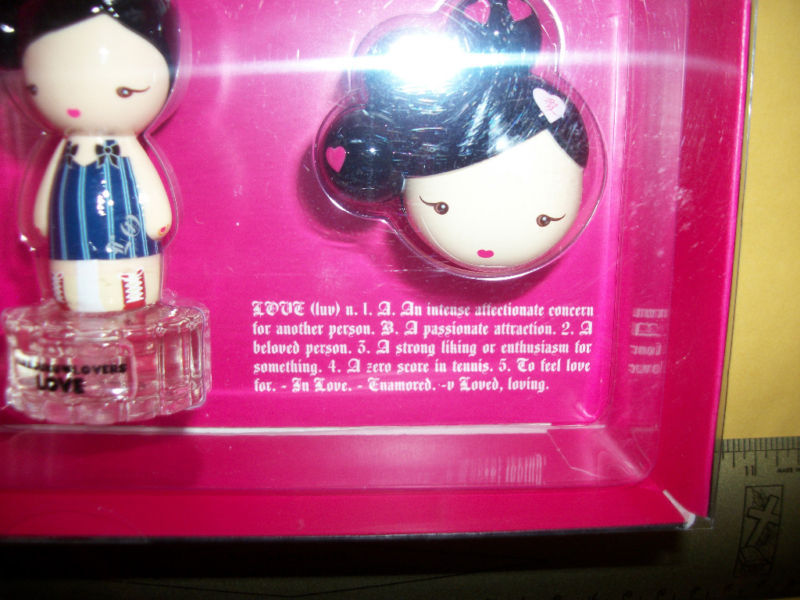 LOVE (luv) n. 1. A. An intense affectionate concern
for another person. B. A passionate attraction. 2. A
beloved person. 3. A strong liking or enthusiasm for
something. 4. A zero score in tennis. 5. To feel love
for. - In Love. - Enamored. -v Loved, loving.
LOVERS
LOVE
11